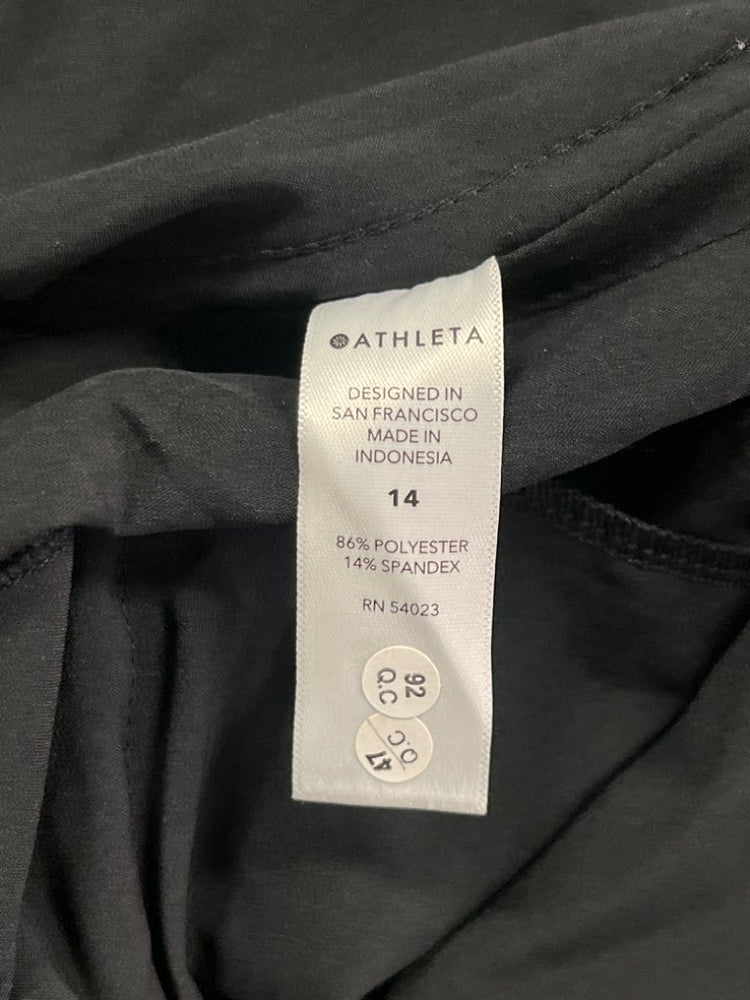 ATHLETA
DESIGNED IN
SAN FRANCISCO
MADE IN
INDONESIA
14
86% POLYESTER
14% SPANDEX
RN 54023
92
Q.C
Q.C
47